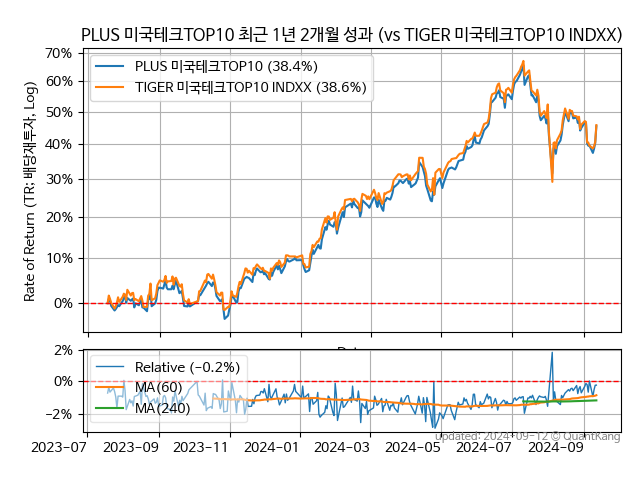 PLUS 미국테크TOP10 최근 1년 2개월 성과 (vs TIGER 미국테크TOP10 INDXX)
Rate of Return (TR: 배당재투자, Log)
70%
60%
50%
40%
30%
20%
10%
0%
PLUS 미국테크TOP10 (38.4%)
TIGER 미국테크TOP10 INDXX (38.6%)
2%
0%
−2%
Relative (−0.2%)
MA(60)
MA(240)
2023-07
2023-09
2023-11
2024-01
2024-03
2024-05
2024-07
2024-09
updated: 2024-09-12 © QuantKang